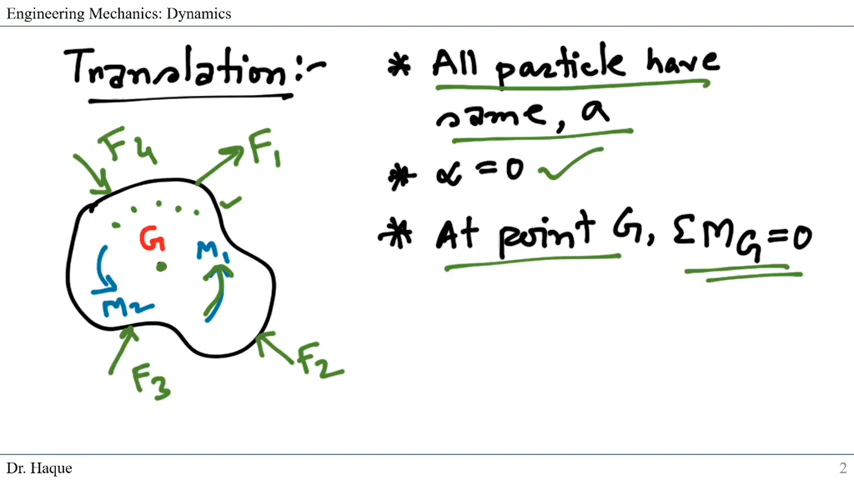 Engineering Mechanics: Dynamics
Translation:-
F4
F1
G
M1
M2
F3
F2
* All particle have
same, a
* α = 0 ✓
* At point G, ΣMG=0
Dr. Haque
2